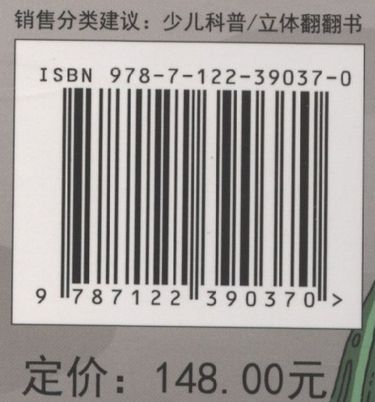 销售分类建议：少儿科普/立体翻翻书
ISBN 978-7-122-39037-0
9 787122 390370 >
定价：148.00元